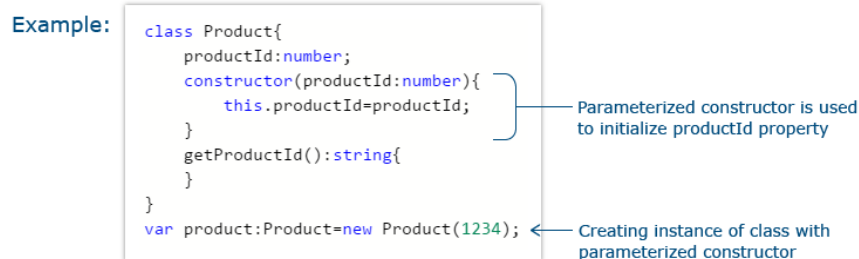 Example:
class Product{
    productId:number;
    constructor(productId:number){
        this.productId=productId;
    }
    getProductId():string{
    }
}
var product:Product=new Product(1234);
Parameterized constructor is used
to initialize productId property
Creating instance of class with
parameterized constructor